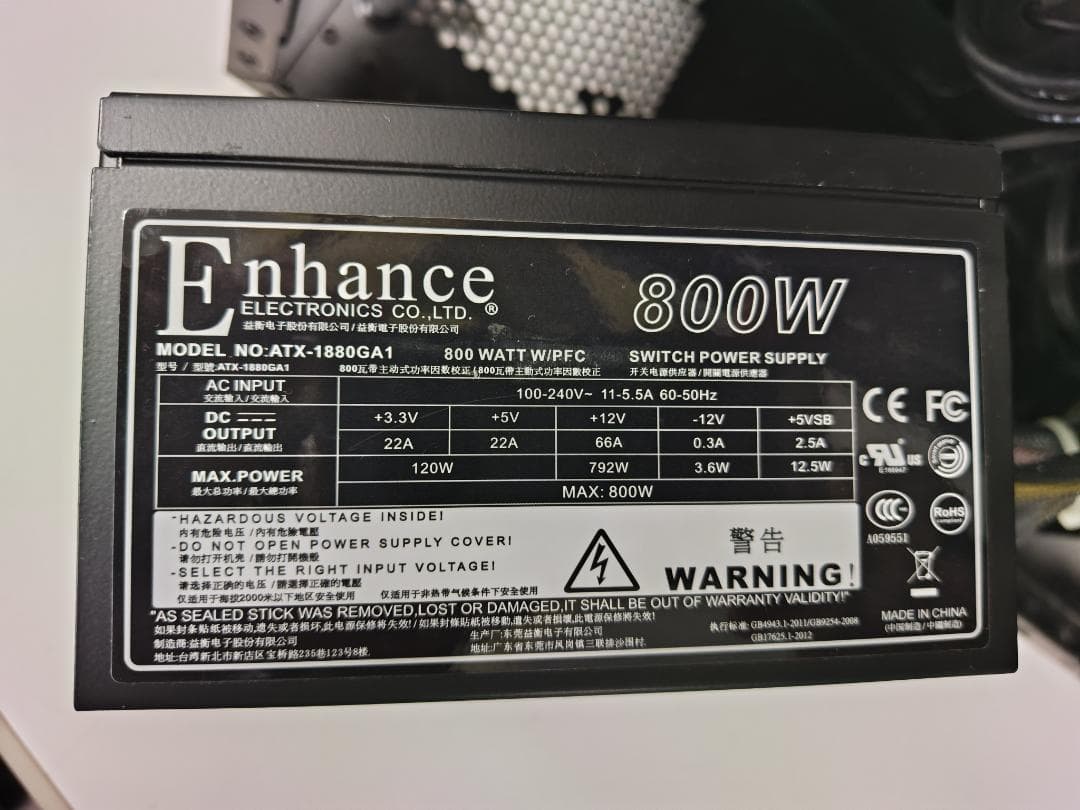 Enhance
ELECTRONICS CO.,LTD. ®
益衡电子股份有限公司/益衡電子股份有限公司
800W
MODEL NO:ATX-1880GA1 800 WATT W/PFC SWITCH POWER SUPPLY
型号/型號:ATX-1880GA1 800瓦带主动式功率因数校正/800瓦帶主動式功率因數校正 开关电源供应器/開關電源供應器
AC INPUT 100-240V~ 11-5.5A 60-50Hz
交流输入/交流輸入
DC OUTPUT +3.3V +5V +12V -12V +5VSB
直流输出/直流輸出 22A 22A 66A 0.3A 2.5A
MAX.POWER 120W 792W 3.6W 12.5W
最大总功率/最大總功率 MAX: 800W
CE FC
c RU US
CCC
A059551
RoHS
compliant
-HAZARDOUS VOLTAGE INSIDE!
内有危险电压/內有危險電壓
-DO NOT OPEN POWER SUPPLY COVER!
请勿打开机壳/請勿打開機殼
-SELECT THE RIGHT INPUT VOLTAGE!
请选择正确的电压/請選擇正確的電壓
仅适用于海拔2000米以下地区安全使用 仅适用于非热带气候条件下安全使用
警告
WARNING!
"AS SEALED STICK WAS REMOVED,LOST OR DAMAGED,IT SHALL BE OUT OF WARRANTY VALIDITY!"
如果封条贴纸被移动,遗失或者损坏,此电源保修将失效!/如果封條貼紙被移動,遺失或者損壞,此電源保修將失效!
制造商:益衡电子股份有限公司 生产厂:东莞益衡电子有限公司
地址:台湾新北市新店区宝桥路235巷123号8楼. 地址:广东省东莞市凤岗镇三联排沙围村.
执行标准: GB4943.1-2011/GB9254-2008
GB17625.1-2012
MADE IN CHINA
(中国制造/中國製造)